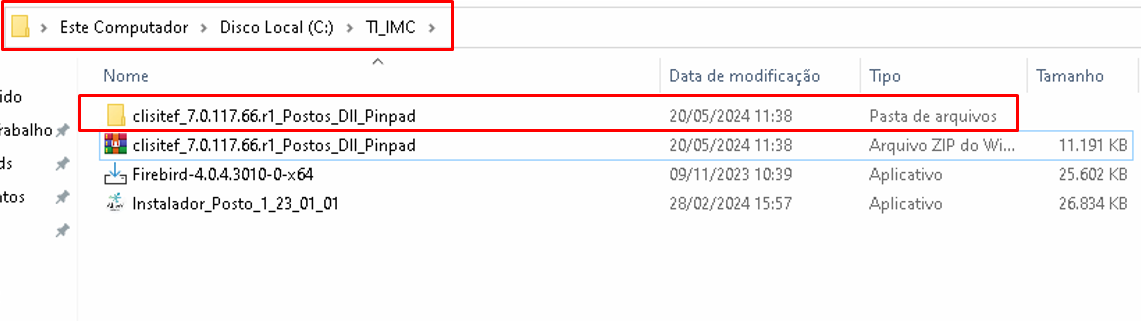 Este Computador > Disco Local (C:) > TI_IMC >
Nome Data de modificação Tipo Tamanho
ido
clisitef_7.0.117.66.r1_Postos_Dll_Pinpad 20/05/2024 11:38 Pasta de arquivos
rabalho
clisitef_7.0.117.66.r1_Postos_Dll_Pinpad 20/05/2024 11:38 Arquivo ZIP do Wi... 11.191 KB
ds
Firebird-4.0.4.3010-0-x64 09/11/2023 10:39 Aplicativo 25.602 KB
ntos
Instalador_Posto_1_23_01_01 28/02/2024 15:57 Aplicativo 26.834 KB